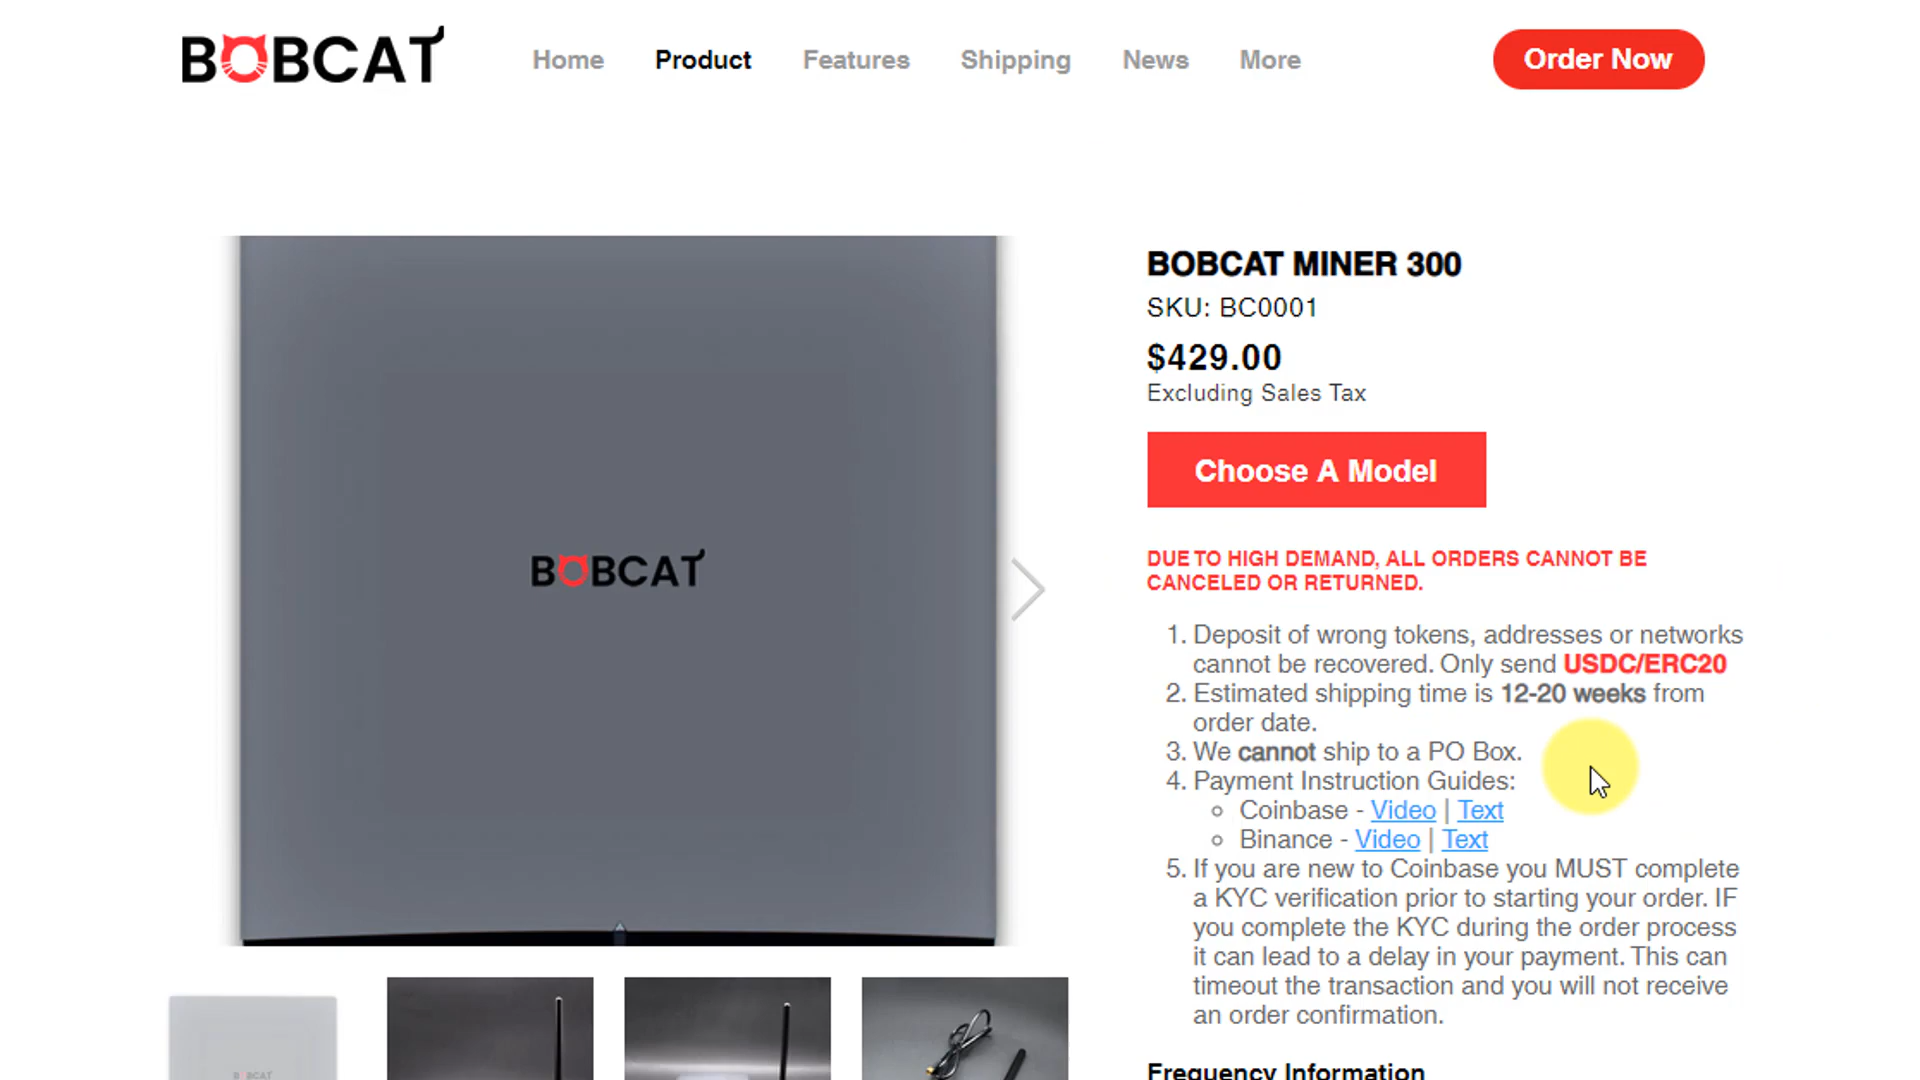 BOBCAT
Home Product Features Shipping News More
Order Now
BOBCAT MINER 300
SKU: BC0001
$429.00
Excluding Sales Tax
Choose A Model
BOBCAT
DUE TO HIGH DEMAND, ALL ORDERS CANNOT BE
CANCELED OR RETURNED.
1. Deposit of wrong tokens, addresses or networks
cannot be recovered. Only send USDC/ERC20
2. Estimated shipping time is 12-20 weeks from
order date.
3. We cannot ship to a PO Box.
4. Payment Instruction Guides:
Coinbase - Video | Text
Binance - Video | Text
5. If you are new to Coinbase you MUST complete
a KYC verification prior to starting your order. IF
you complete the KYC during the order process
it can lead to a delay in your payment. This can
timeout the transaction and you will not receive
an order confirmation.
Frequency Information
BOBCAT